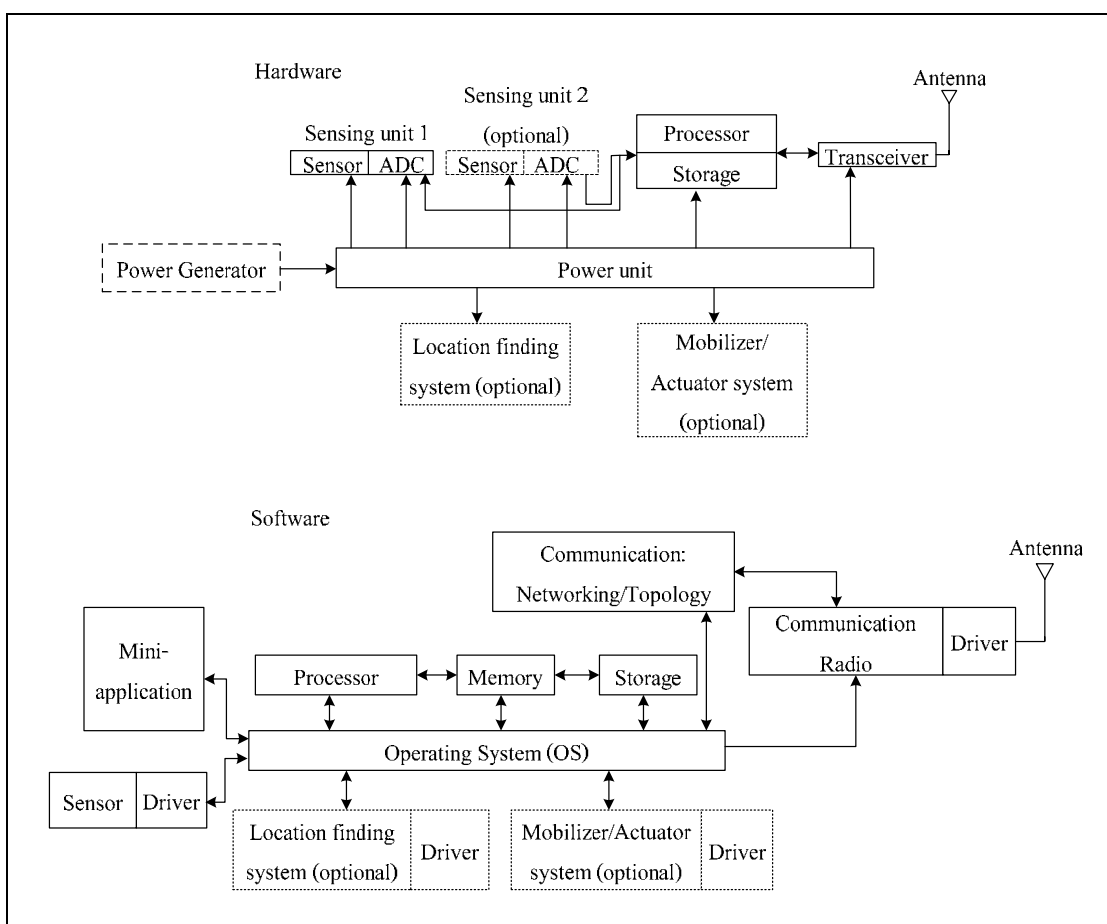 Hardware
Antenna
Sensing unit 2
(optional)
Sensing unit 1
Processor
Sensor ADC
Sensor ADC
Transceiver
Storage
Power Generator
Power unit
Location finding
system (optional)
Mobilizer/
Actuator system
(optional)
Software
Antenna
Communication:
Networking/Topology
Communication
Radio
Driver
Mini-
application
Processor
Memory
Storage
Operating System (OS)
Sensor
Driver
Location finding
system (optional)
Driver
Mobilizer/Actuator
system (optional)
Driver